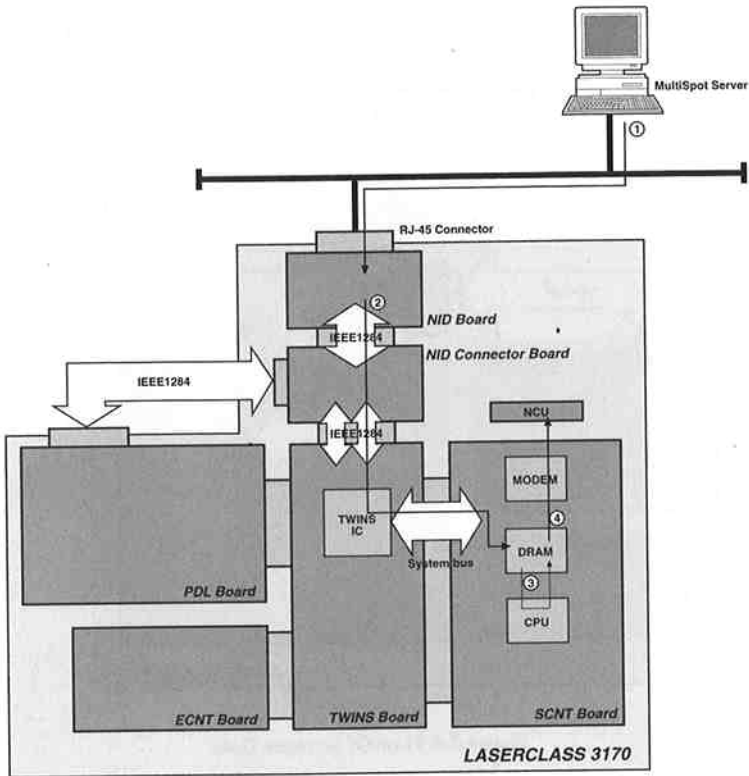 MultiSpot Server
①
RJ-45 Connector
②
NID Board
IEEE1284
NID Connector Board
IEEE1284
IEEE1284
NCU
MODEM
TWINS
IC
④
DRAM
System bus
③
CPU
PDL Board
ECNT Board
TWINS Board
SCNT Board
LASERCLASS 3170